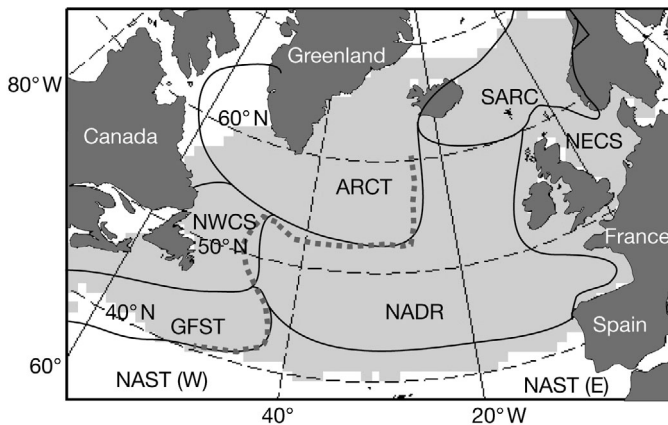 Greenland
80° W
SARC
60° N
Canada
NECS
ARCT
NWCS
50° N
France
40° N
NADR
GFST
Spain
60°
NAST (W)
NAST (E)
40°
20° W